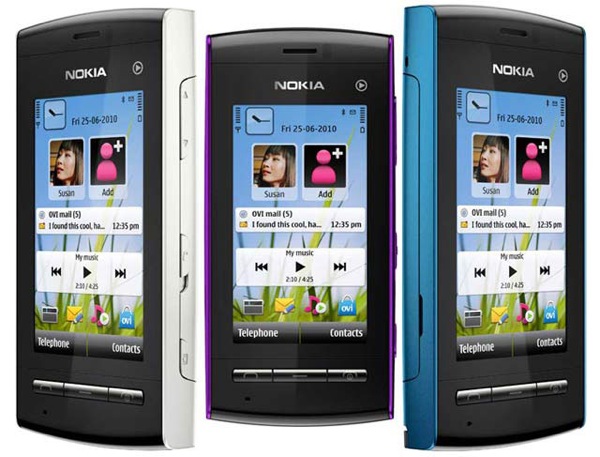 NOKIA
Fri 25-06-2010
Susan
Add
OVI mail (5)
I found this cool, ha... 12:35 pm
My music
2:10 / 4:25
ovi
Telephone Contacts
NOKIA
Fri 25-06-2010
Susan
Add
OVI mail (5)
I found this cool, ha... 12:35 pm
My music
2:10 / 4:25
ovi
Telephone Contacts
NOKIA
Fri 25-06-2010
Susan
Add
OVI mail (5)
I found this cool, ha... 12:35 pm
My music
2:10 / 4:25
ovi
Telephone Contacts